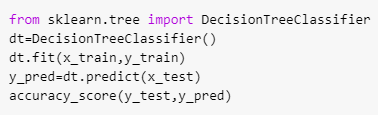 from sklearn.tree import DecisionTreeClassifier
dt=DecisionTreeClassifier()
dt.fit(x_train,y_train)
y_pred=dt.predict(x_test)
accuracy_score(y_test,y_pred)